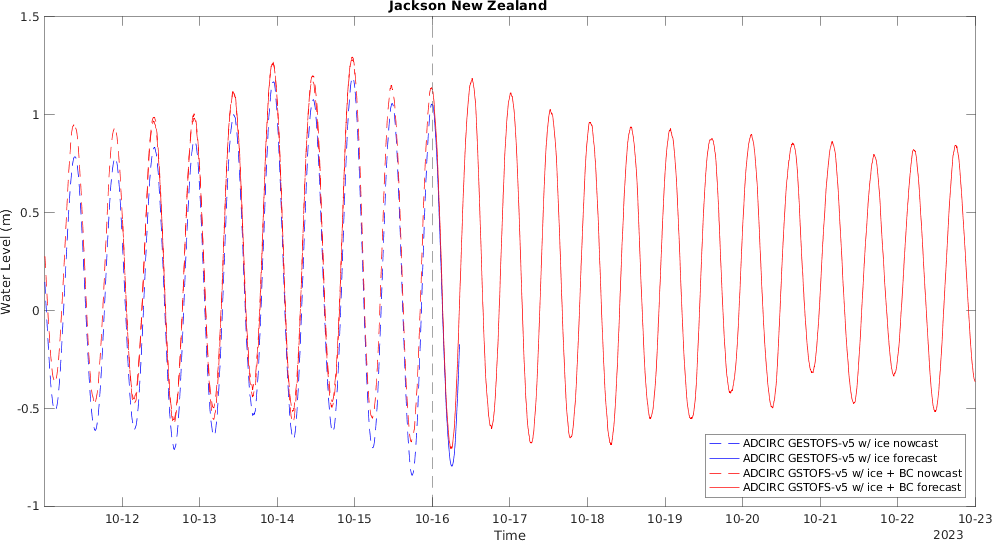 Jackson New Zealand
1.5
1
0.5
0
-0.5
-1
Water Level (m)
10-12 10-13 10-14 10-15 10-16 10-17 10-18 10-19 10-20 10-21 10-22 10-23
Time
2023
ADCIRC GESTOFS-v5 w/ ice nowcast
ADCIRC GESTOFS-v5 w/ ice forecast
ADCIRC GSTOFS-v5 w/ ice + BC nowcast
ADCIRC GSTOFS-v5 w/ ice + BC forecast